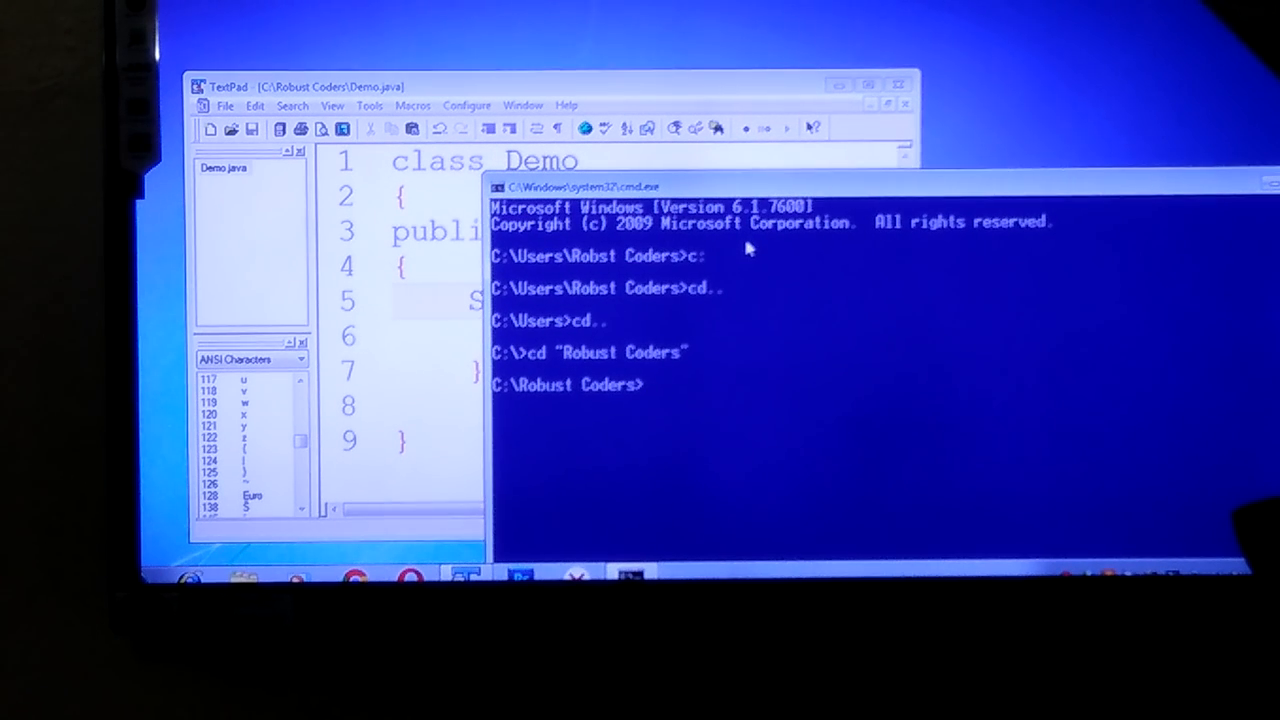 TextPad - [C:\Robust Coders\Demo.java]
File Edit Search View Tools Macros Configure Window Help
Demo.java
1 class Demo
2 {
3 publi
4 {
5 S
6
7 }
8
9 }
ANSI Characters
117 u
118 v
119 w
120 x
121 y
122 z
123 {
124 |
125 }
126 ~
128 Euro
138 Š
C:\Windows\system32\cmd.exe
Microsoft Windows [Version 6.1.7600]
Copyright (c) 2009 Microsoft Corporation. All rights reserved.
C:\Users\Robst Coders>c:
C:\Users\Robst Coders>cd..
C:\Users>cd..
C:\>cd "Robust Coders"
C:\Robust Coders>